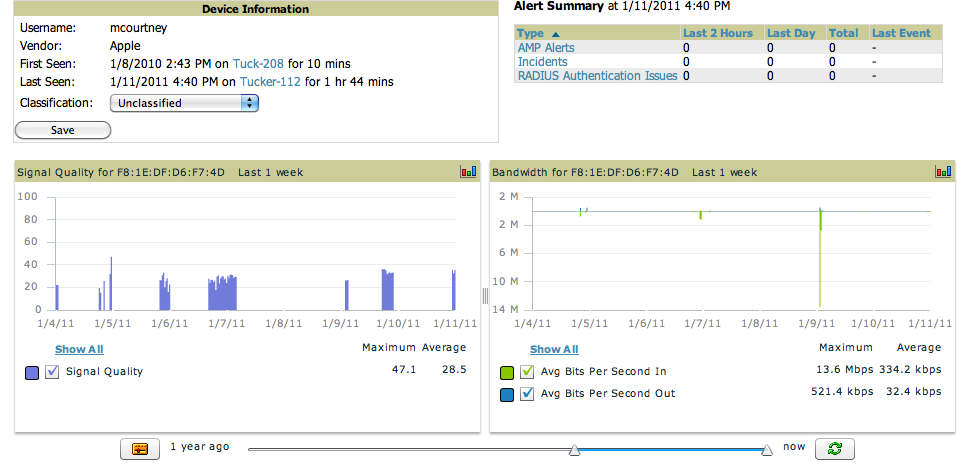 Device Information
Username: mcourtney
Vendor: Apple
First Seen: 1/8/2010 2:43 PM on Tuck-208 for 10 mins
Last Seen: 1/11/2011 4:40 PM on Tucker-112 for 1 hr 44 mins
Classification: Unclassified
Save
Alert Summary at 1/11/2011 4:40 PM
Type Last 2 Hours Last Day Total Last Event
AMP Alerts 0 0 0 -
Incidents 0 0 0 -
RADIUS Authentication Issues 0 0 0 -
Signal Quality for F8:1E:DF:D6:F7:4D Last 1 week
100
80
60
40
20
0
1/4/11 1/5/11 1/6/11 1/7/11 1/8/11 1/9/11 1/10/11 1/11/11
Show All Maximum Average
Signal Quality 47.1 28.5
Bandwidth for F8:1E:DF:D6:F7:4D Last 1 week
2 M
2 M
6 M
10 M
14 M
1/4/11 1/5/11 1/6/11 1/7/11 1/8/11 1/9/11 1/10/11 1/11/11
Show All Maximum Average
Avg Bits Per Second In 13.6 Mbps 334.2 kbps
Avg Bits Per Second Out 521.4 kbps 32.4 kbps
1 year ago now